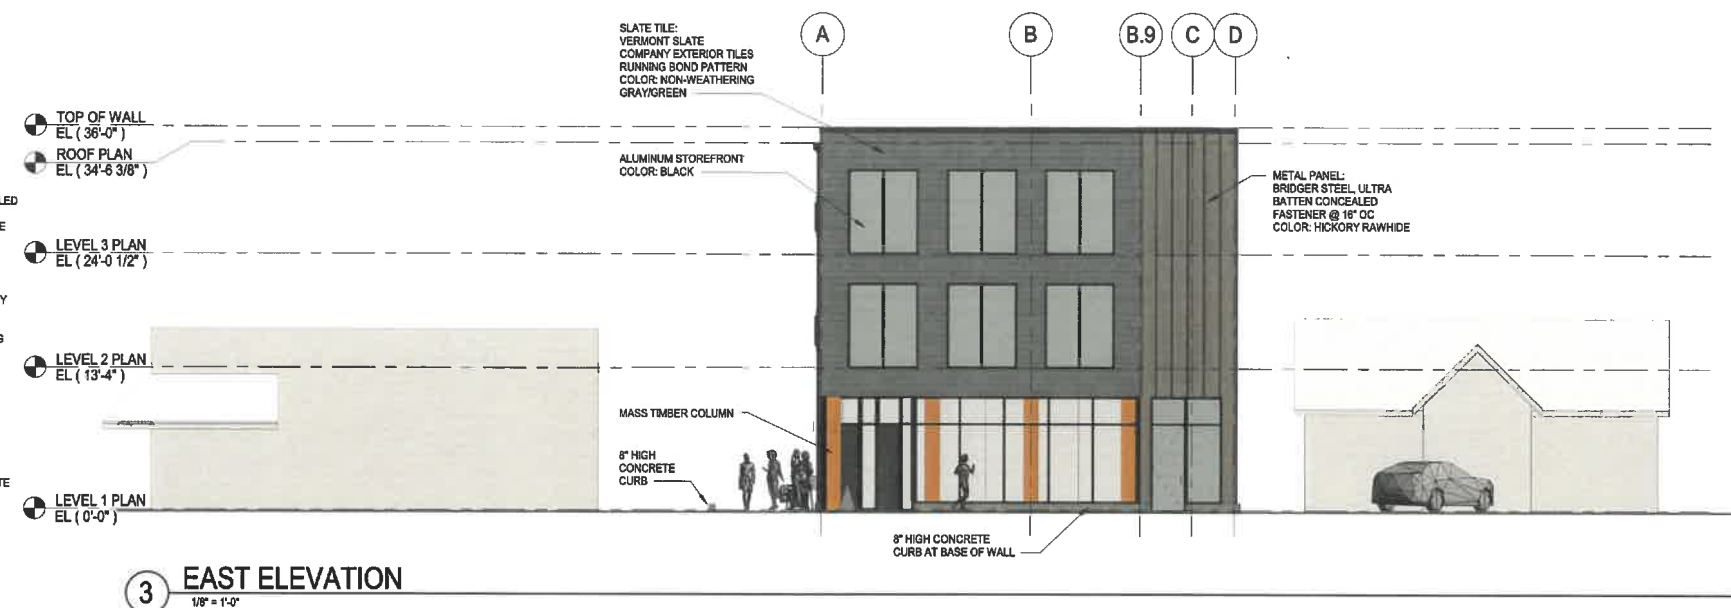 SLATE TILE:
VERMONT SLATE
COMPANY EXTERIOR TILES
RUNNING BOND PATTERN
COLOR: NON-WEATHERING
GRAY/GREEN
A
B
B.9
C
D
TOP OF WALL
EL ( 36'-0" )
ROOF PLAN
EL ( 34'-6 3/8" )
ALUMINUM STOREFRONT
COLOR: BLACK
METAL PANEL:
BRIDGER STEEL, ULTRA
BATTEN CONCEALED
FASTENER @ 16" OC
COLOR: HICKORY RAWHIDE
LED
E
LEVEL 3 PLAN
EL ( 24'-0 1/2" )
Y
G
LEVEL 2 PLAN
EL ( 13'-4" )
MASS TIMBER COLUMN
8" HIGH
CONCRETE
CURB
TE
LEVEL 1 PLAN
EL ( 0'-0" )
8" HIGH CONCRETE
CURB AT BASE OF WALL
3 EAST ELEVATION
1/8" = 1'-0"